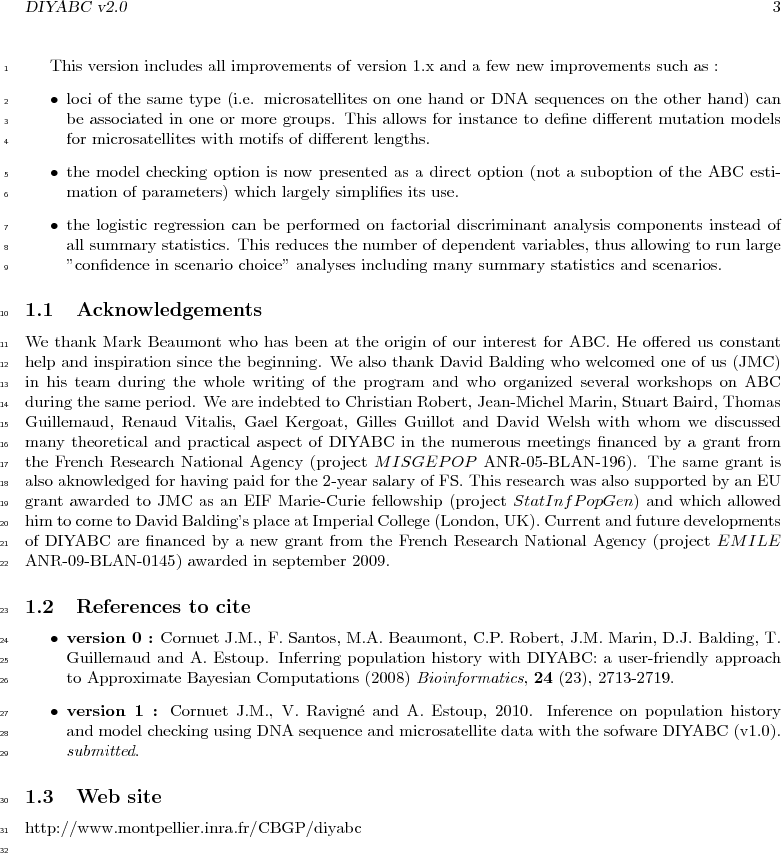 DIYABC v2.0 3
1 This version includes all improvements of version 1.x and a few new improvements such as :
2 • loci of the same type (i.e. microsatellites on one hand or DNA sequences on the other hand) can
3 be associated in one or more groups. This allows for instance to define different mutation models
4 for microsatellites with motifs of different lengths.
5 • the model checking option is now presented as a direct option (not a suboption of the ABC esti-
6 mation of parameters) which largely simplifies its use.
7 • the logistic regression can be performed on factorial discriminant analysis components instead of
8 all summary statistics. This reduces the number of dependent variables, thus allowing to run large
9 ”confidence in scenario choice” analyses including many summary statistics and scenarios.
10 1.1 Acknowledgements
11 We thank Mark Beaumont who has been at the origin of our interest for ABC. He offered us constant
12 help and inspiration since the beginning. We also thank David Balding who welcomed one of us (JMC)
13 in his team during the whole writing of the program and who organized several workshops on ABC
14 during the same period. We are indebted to Christian Robert, Jean-Michel Marin, Stuart Baird, Thomas
15 Guillemaud, Renaud Vitalis, Gael Kergoat, Gilles Guillot and David Welsh with whom we discussed
16 many theoretical and practical aspect of DIYABC in the numerous meetings financed by a grant from
17 the French Research National Agency (project MISGEPOP ANR-05-BLAN-196). The same grant is
18 also aknowledged for having paid for the 2-year salary of FS. This research was also supported by an EU
19 grant awarded to JMC as an EIF Marie-Curie fellowship (project StatInfPopGen) and which allowed
20 him to come to David Balding's place at Imperial College (London, UK). Current and future developments
21 of DIYABC are financed by a new grant from the French Research National Agency (project EMILE
22 ANR-09-BLAN-0145) awarded in september 2009.
23 1.2 References to cite
24 • version 0 : Cornuet J.M., F. Santos, M.A. Beaumont, C.P. Robert, J.M. Marin, D.J. Balding, T.
25 Guillemaud and A. Estoup. Inferring population history with DIYABC: a user-friendly approach
26 to Approximate Bayesian Computations (2008) Bioinformatics, 24 (23), 2713-2719.
27 • version 1 : Cornuet J.M., V. Ravigné and A. Estoup, 2010. Inference on population history
28 and model checking using DNA sequence and microsatellite data with the sofware DIYABC (v1.0).
29 submitted.
30 1.3 Web site
31 http://www.montpellier.inra.fr/CBGP/diyabc
32